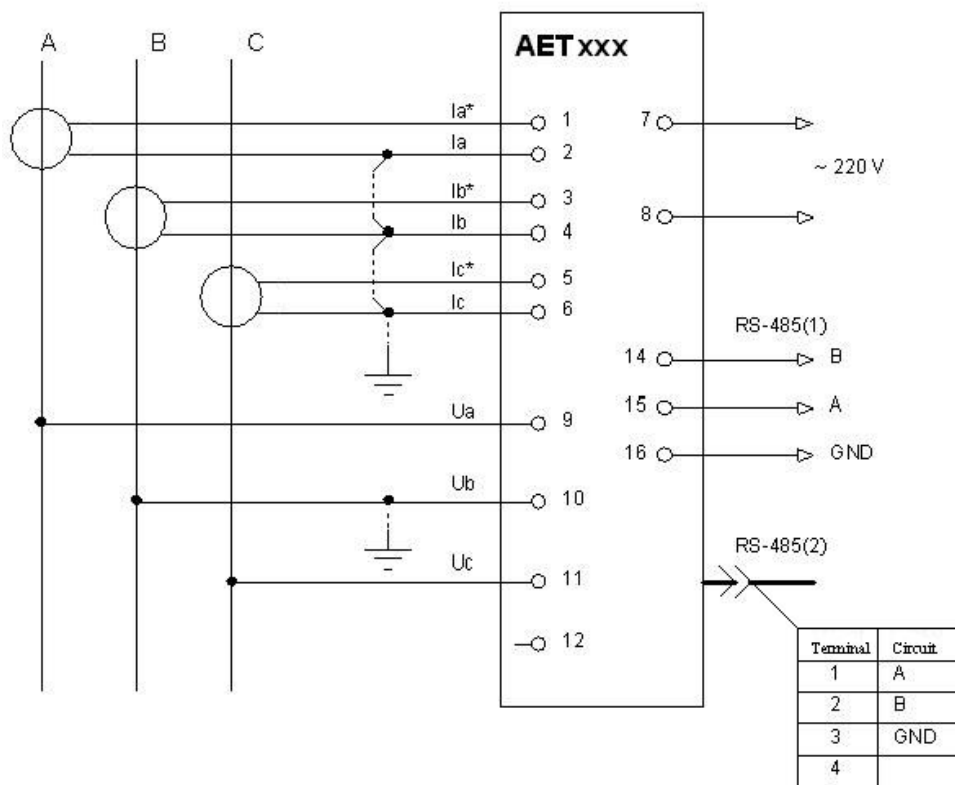 A B C
AET xxx
Ia* 1
Ia 2
Ib* 3
Ib 4
Ic* 5
Ic 6
Ua 9
Ub 10
Uc 11
12
7
~ 220 V
8
RS-485(1)
14 B
15 A
16 GND
RS-485(2)
Terminal Circuit
1 A
2 B
3 GND
4